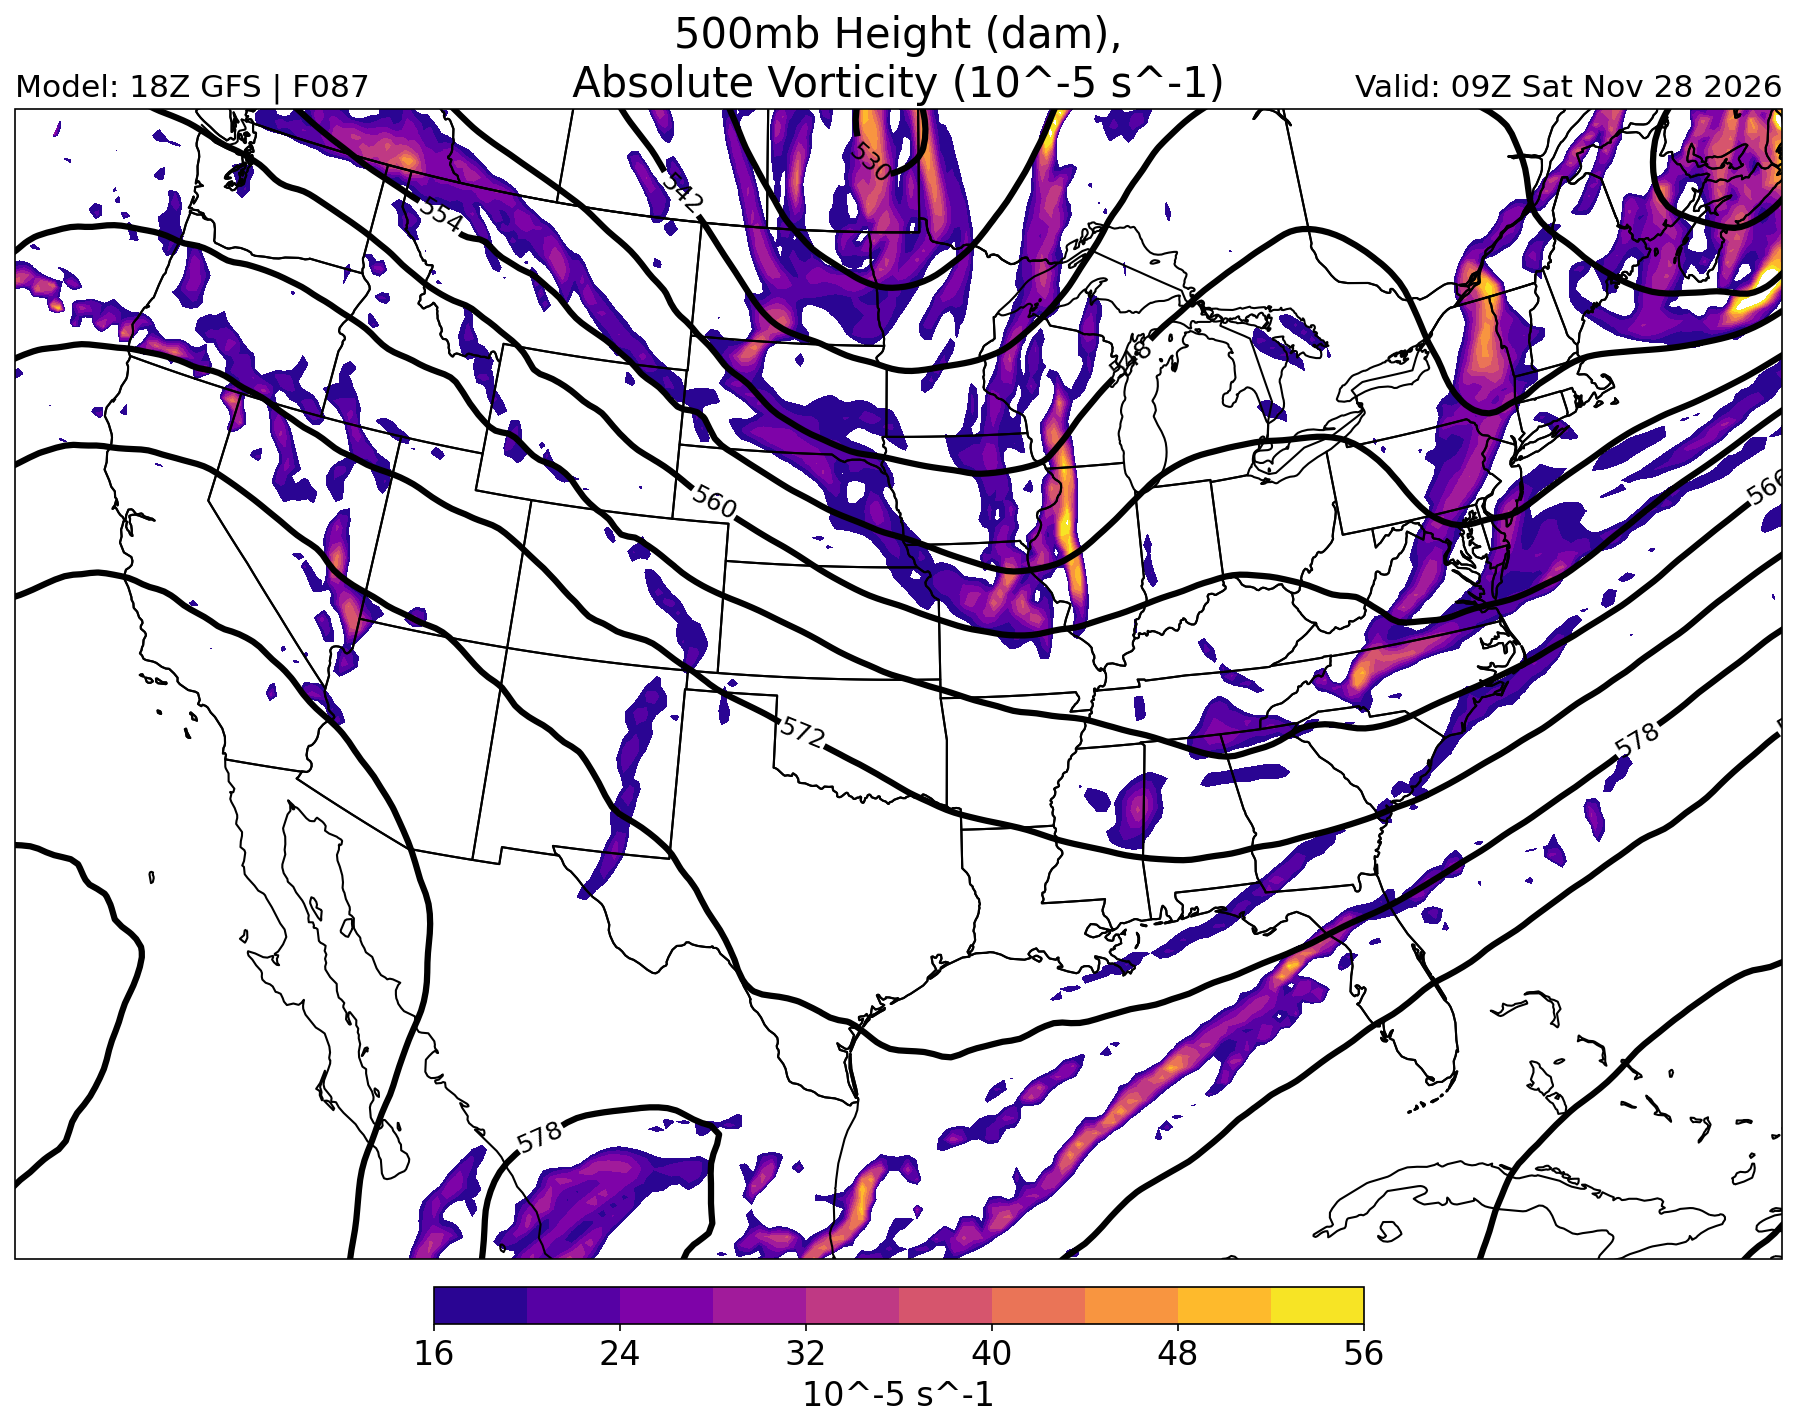 500mb Height (dam),
Absolute Vorticity (10^-5 s^-1)
Model: 18Z GFS | F087
Valid: 09Z Sat Nov 28 2026
530
542
554
548
560
566
572
578
578
16 24 32 40 48 56
10^-5 s^-1